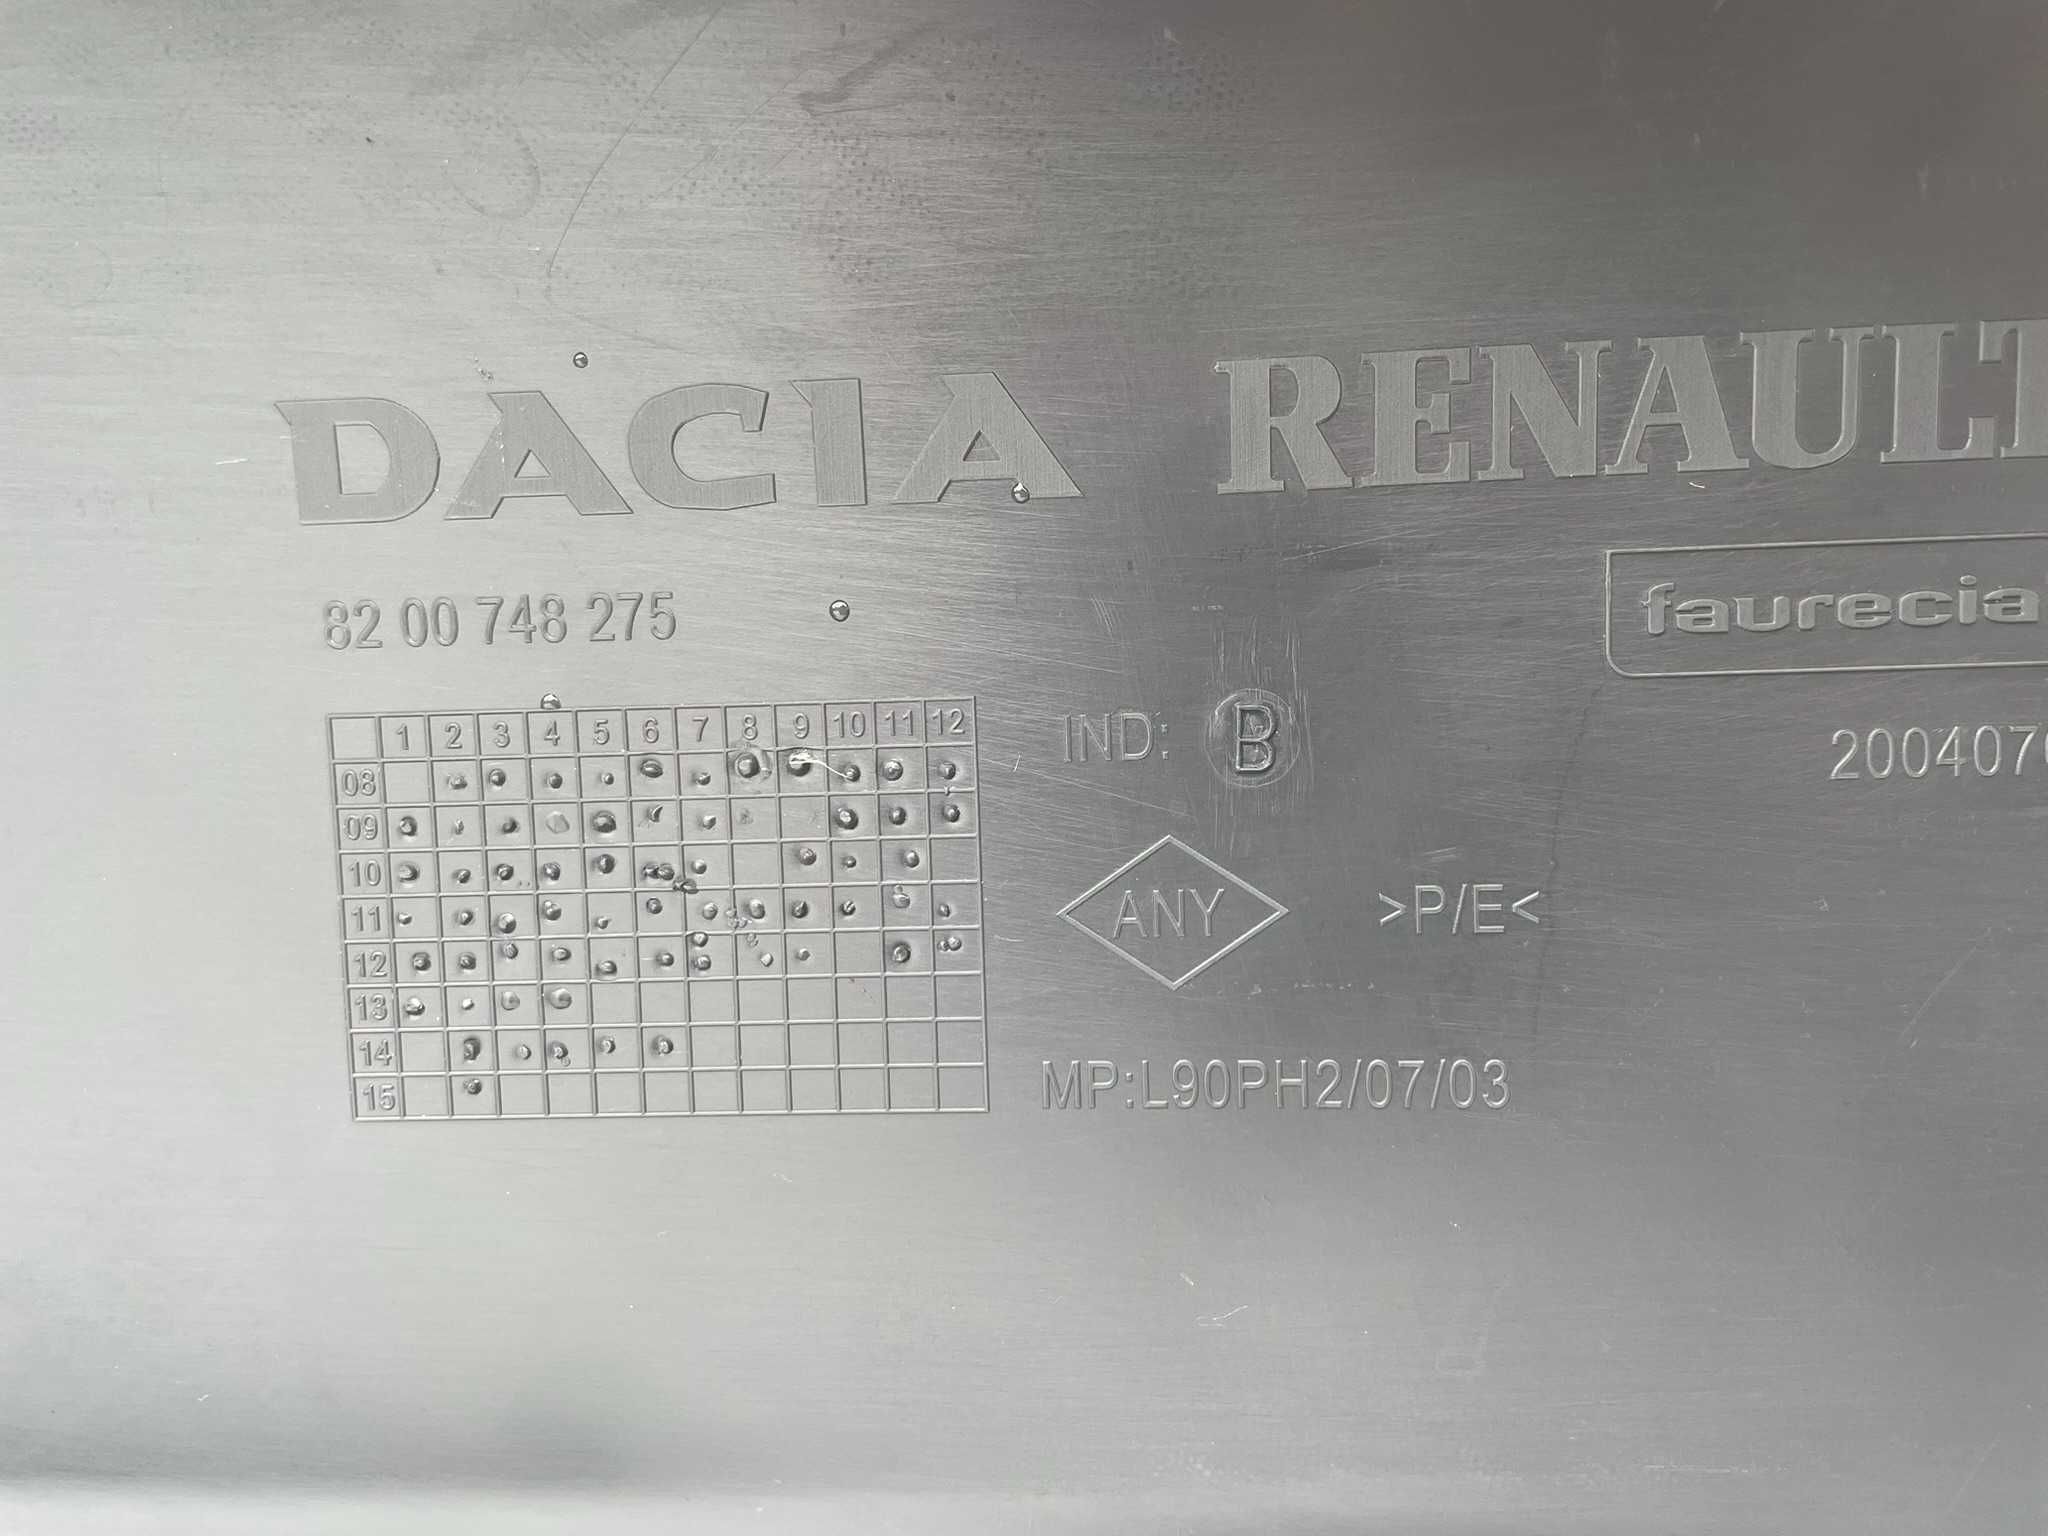 DACIA RENAULT
faurecia
82 00 748 275
1 2 3 4 5 6 7 8 9 10 11 12
IND: B
200407
08
09
10
ANY >P/E<
11
12
13
14
MP:L90PH2/07/03
15